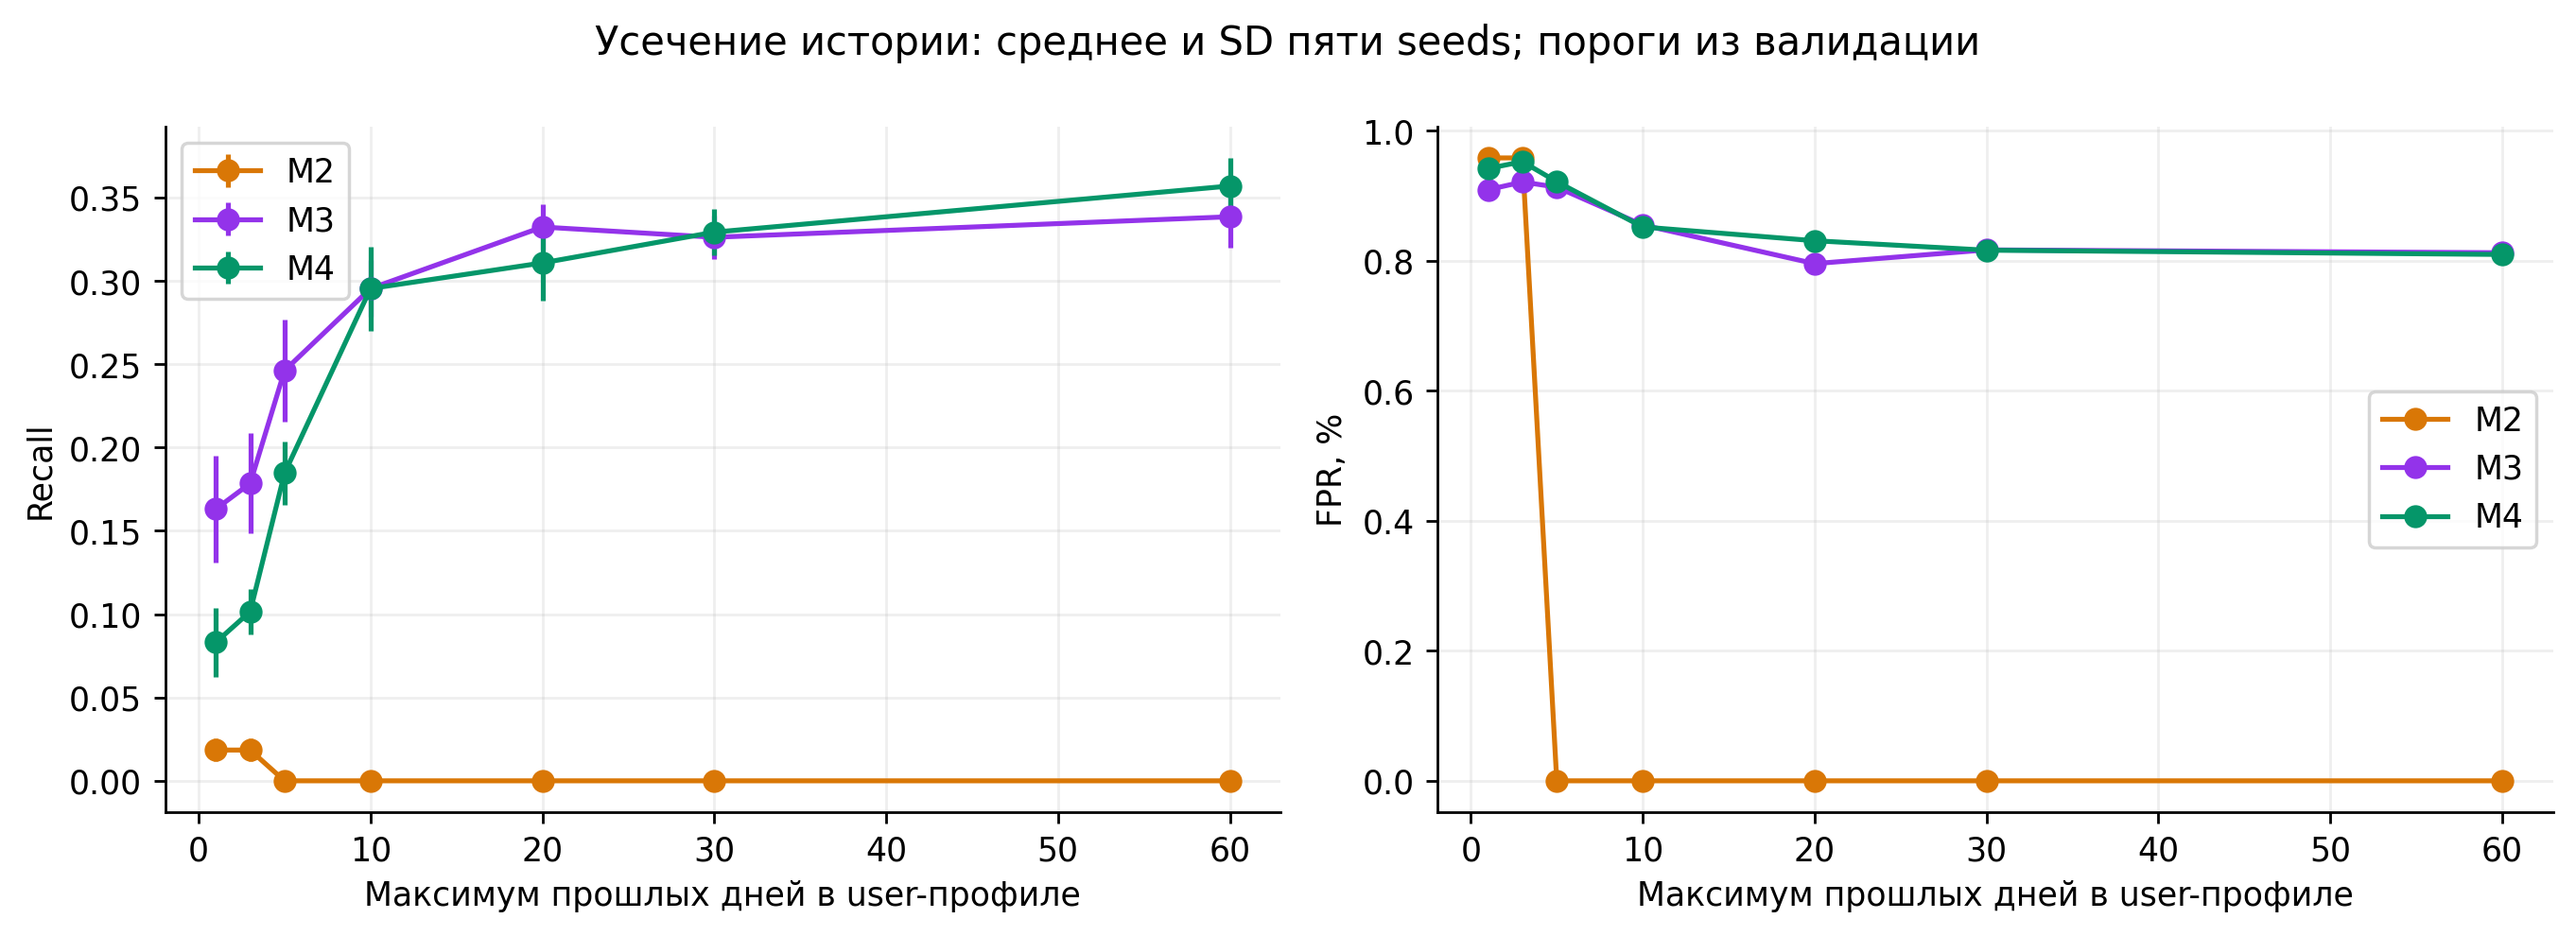 Усечение истории: среднее и SD пяти seeds; пороги из валидации
M2
M3
M4
Recall
0.35
0.30
0.25
0.20
0.15
0.10
0.05
0.00
0 10 20 30 40 50 60
Максимум прошлых дней в user-профиле
FPR, %
1.0
0.8
0.6
0.4
0.2
0.0
M2
M3
M4
0 10 20 30 40 50 60
Максимум прошлых дней в user-профиле